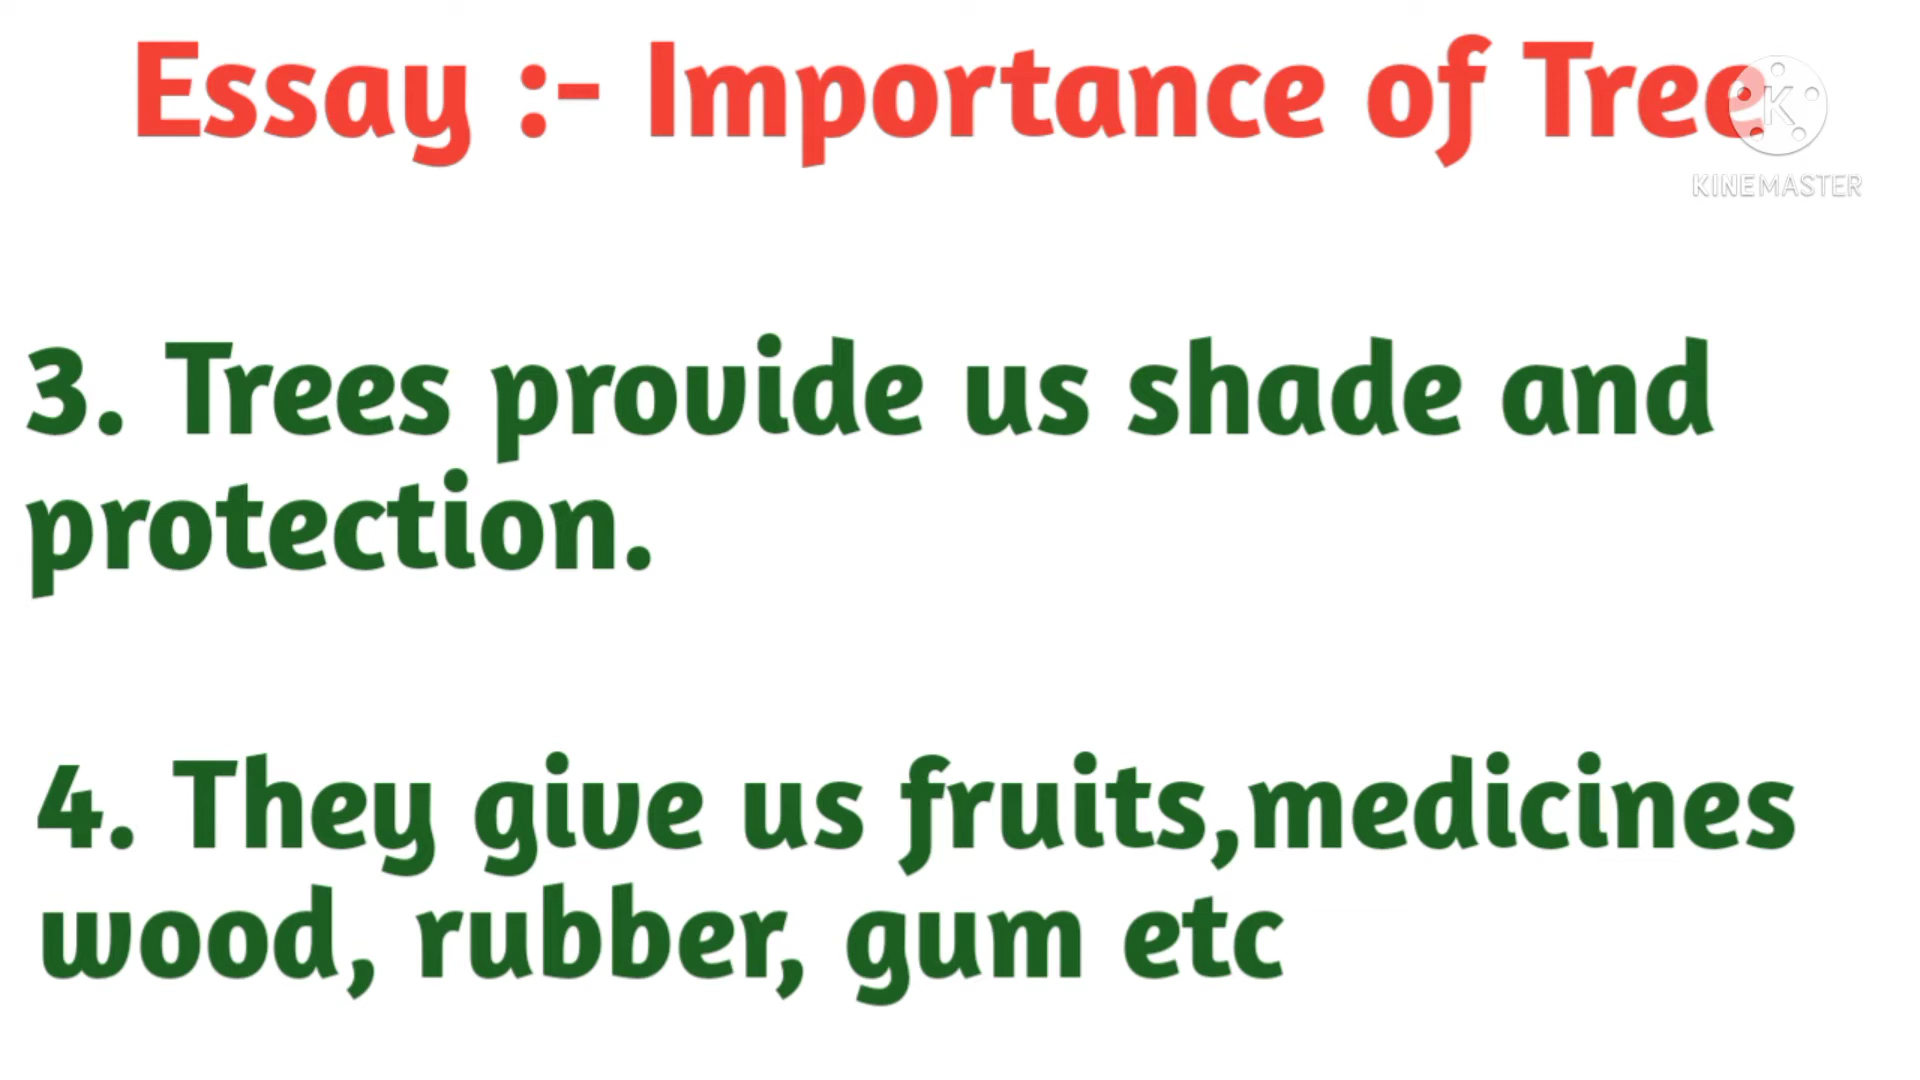 Essay :- Importance of Tree
K
KINEMASTER
3. Trees provide us shade and
protection.
4. They give us fruits,medicines
wood, rubber, gum etc